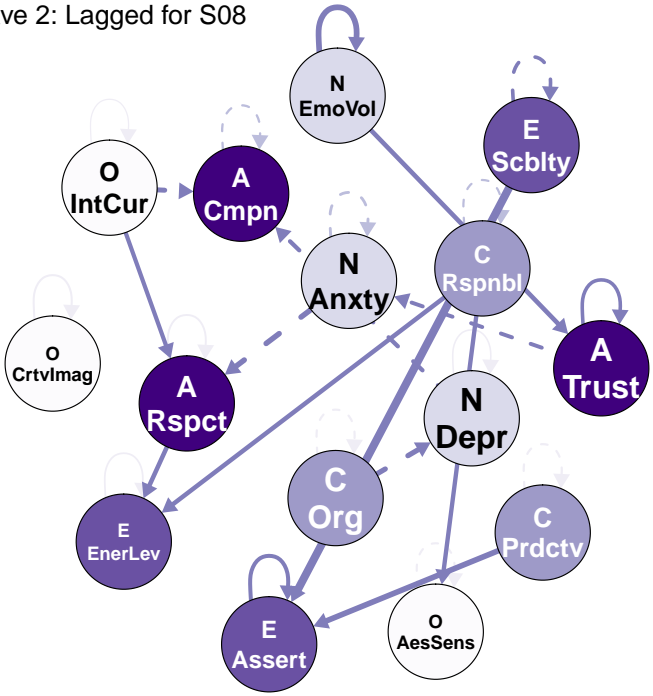 ve 2: Lagged for S08
N
EmoVol
E
Scblty
O
IntCur
A
Cmpn
C
Rspnbl
N
Anxty
O
CrtvImag
A
Trust
A
Rspct
N
Depr
C
Org
C
Prdctv
E
EnerLev
E
Assert
O
AesSens